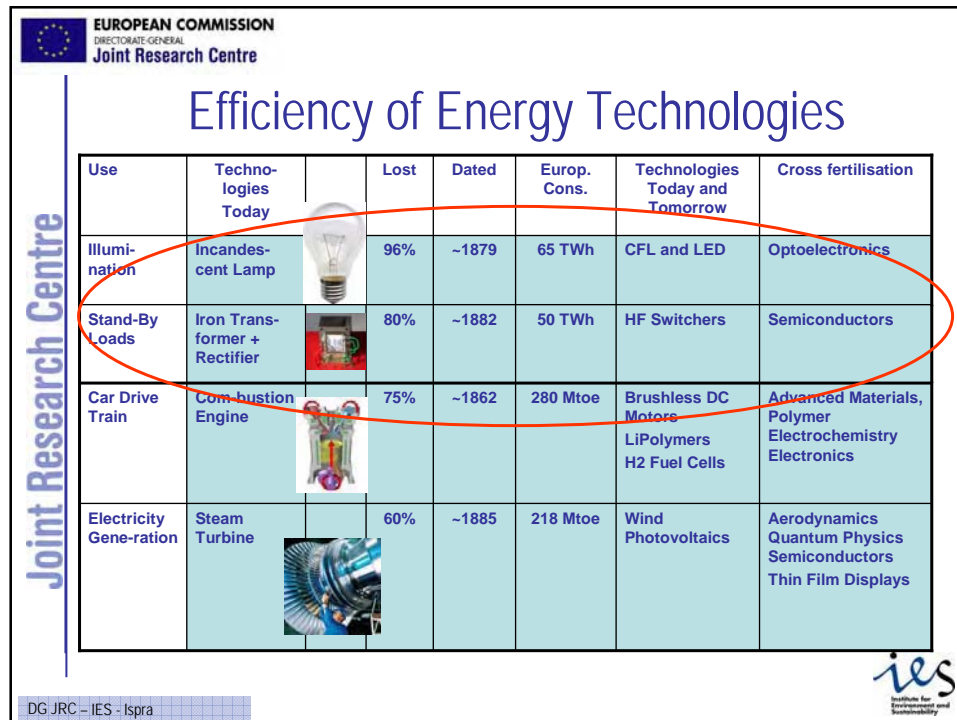 EUROPEAN COMMISSION
DIRECTORATE-GENERAL
Joint Research Centre
Joint Research Centre
Efficiency of Energy Technologies
Use
Techno-
logies
Today
Lost
Dated
Europ.
Cons.
Technologies
Today and
Tomorrow
Cross fertilisation
Illumi-
nation
Incandes-
cent Lamp
96%
~1879
65 TWh
CFL and LED
Optoelectronics
Stand-By
Loads
Iron Trans-
former +
Rectifier
80%
~1882
50 TWh
HF Switchers
Semiconductors
Car Drive
Train
Com-bustion
Engine
75%
~1862
280 Mtoe
Brushless DC
Motors
LiPolymers
H2 Fuel Cells
Advanced Materials,
Polymer
Electrochemistry
Electronics
Electricity
Gene-ration
Steam
Turbine
60%
~1885
218 Mtoe
Wind
Photovoltaics
Aerodynamics
Quantum Physics
Semiconductors
Thin Film Displays
DG JRC – IES - Ispra
ies
Institute for
Environment and
Sustainability